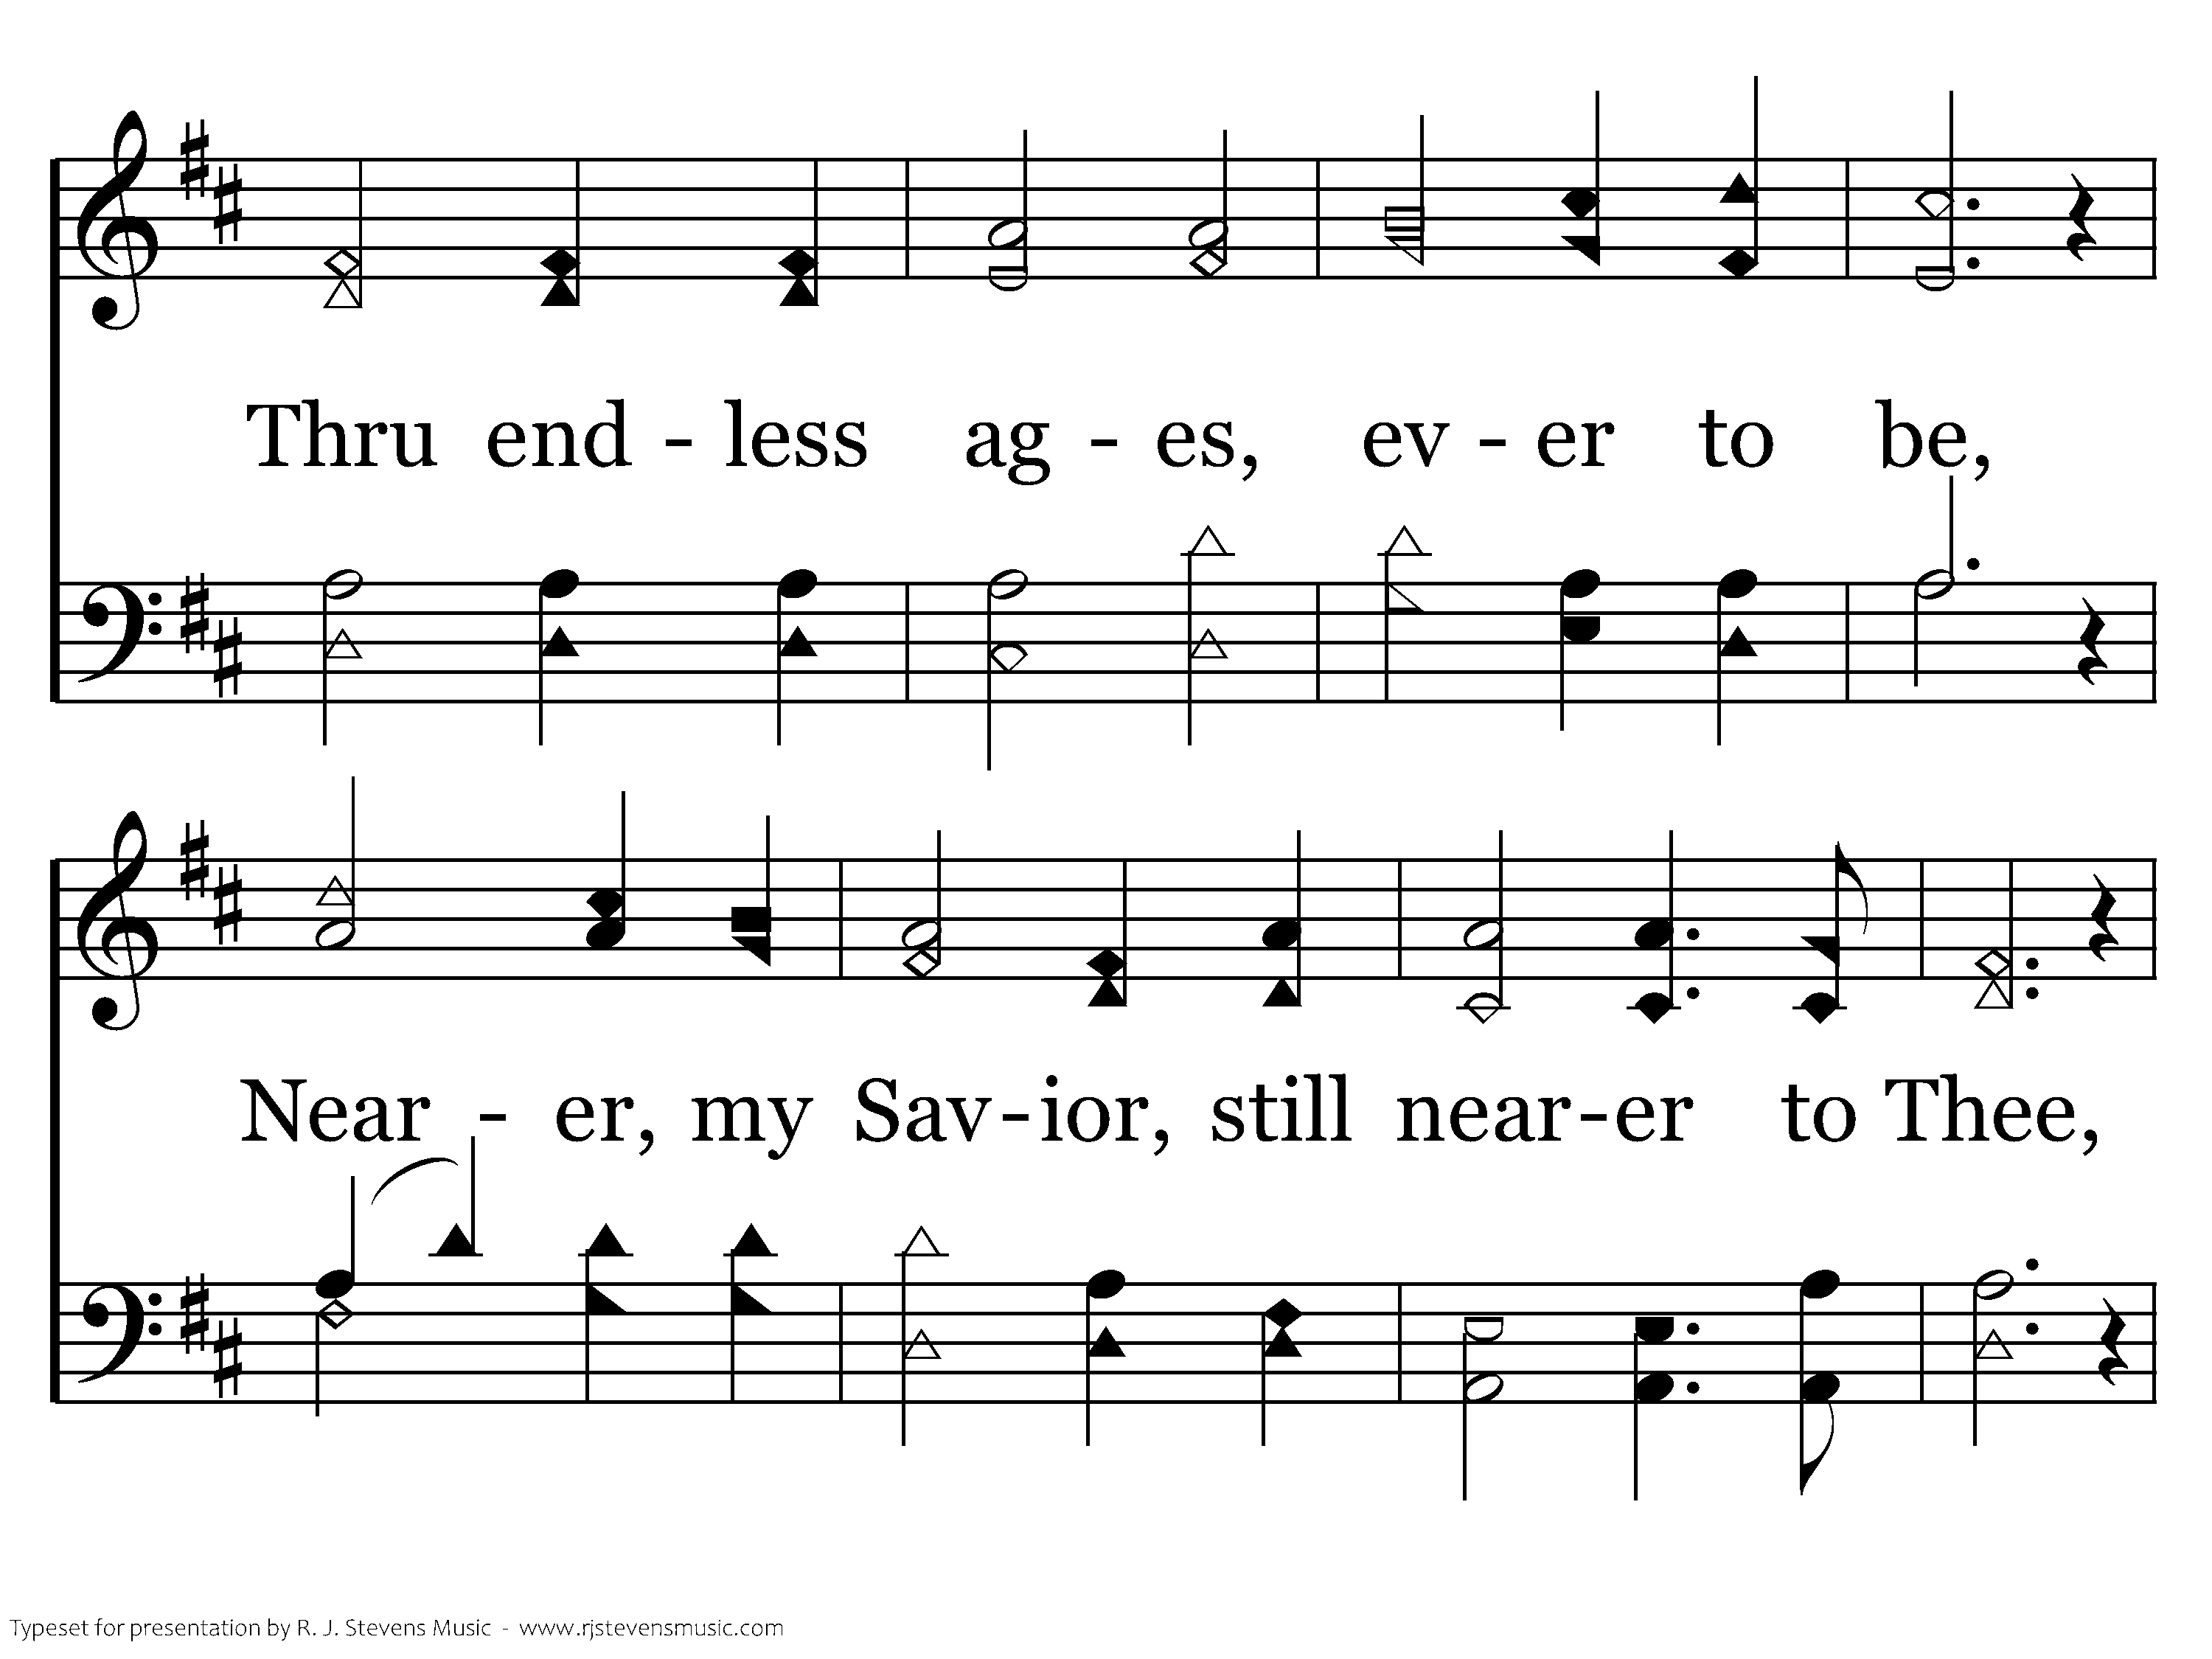 Thru end - less ag - es, ev - er to be,
Near - er, my Sav - ior, still near - er to Thee,
Typeset for presentation by R. J. Stevens Music - www.rjstevensmusic.com